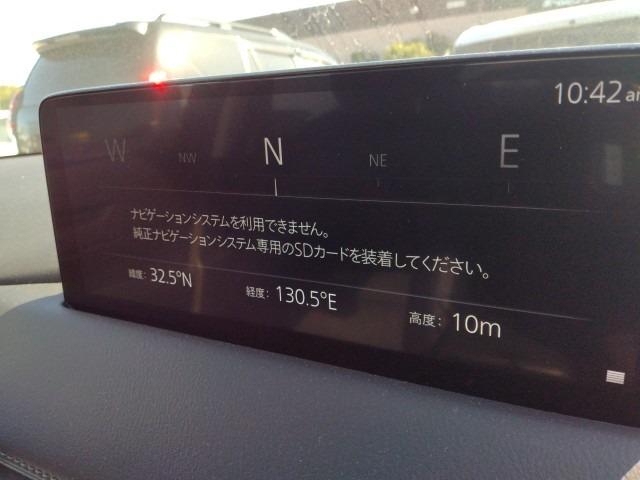 10:42 am
W NW N NE E
ナビゲーションシステムを利用できません。
純正ナビゲーションシステム専用のSDカードを装着してください。
緯度: 32.5°N 経度: 130.5°E 高度: 10m